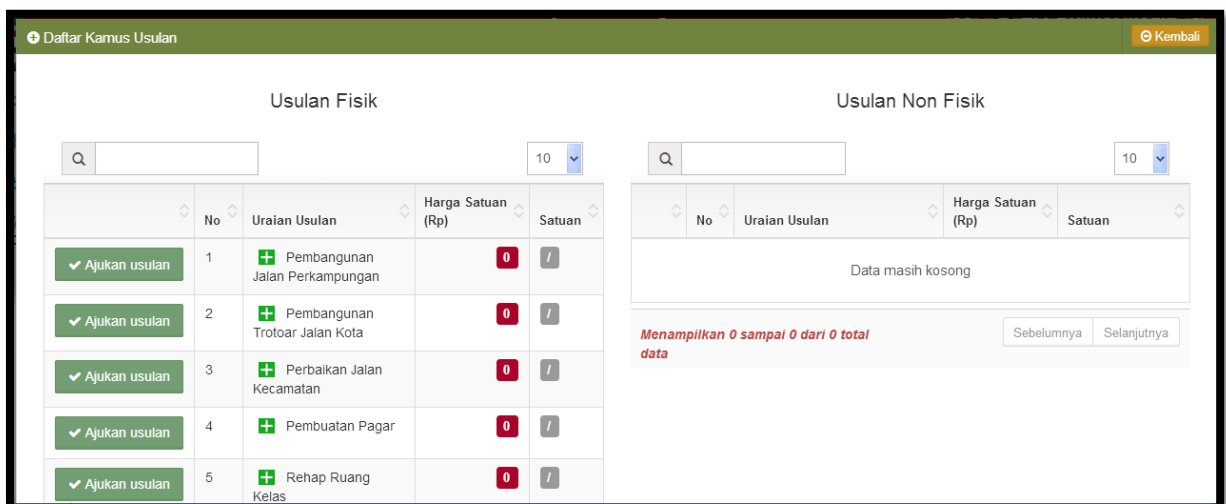 Daftar Kamus Usulan
Kembali
Usulan Fisik
10
No Uraian Usulan Harga Satuan (Rp) Satuan
Ajukan usulan 1 Pembangunan
Jalan Perkampungan 0 /
Ajukan usulan 2 Pembangunan
Trotoar Jalan Kota 0 /
Ajukan usulan 3 Perbaikan Jalan
Kecamatan 0 /
Ajukan usulan 4 Pembuatan Pagar 0 /
Ajukan usulan 5 Rehap Ruang
Kelas 0 /
Usulan Non Fisik
10
No Uraian Usulan Harga Satuan (Rp) Satuan
Data masih kosong
Menampilkan 0 sampai 0 dari 0 total
data
Sebelumnya Selanjutnya